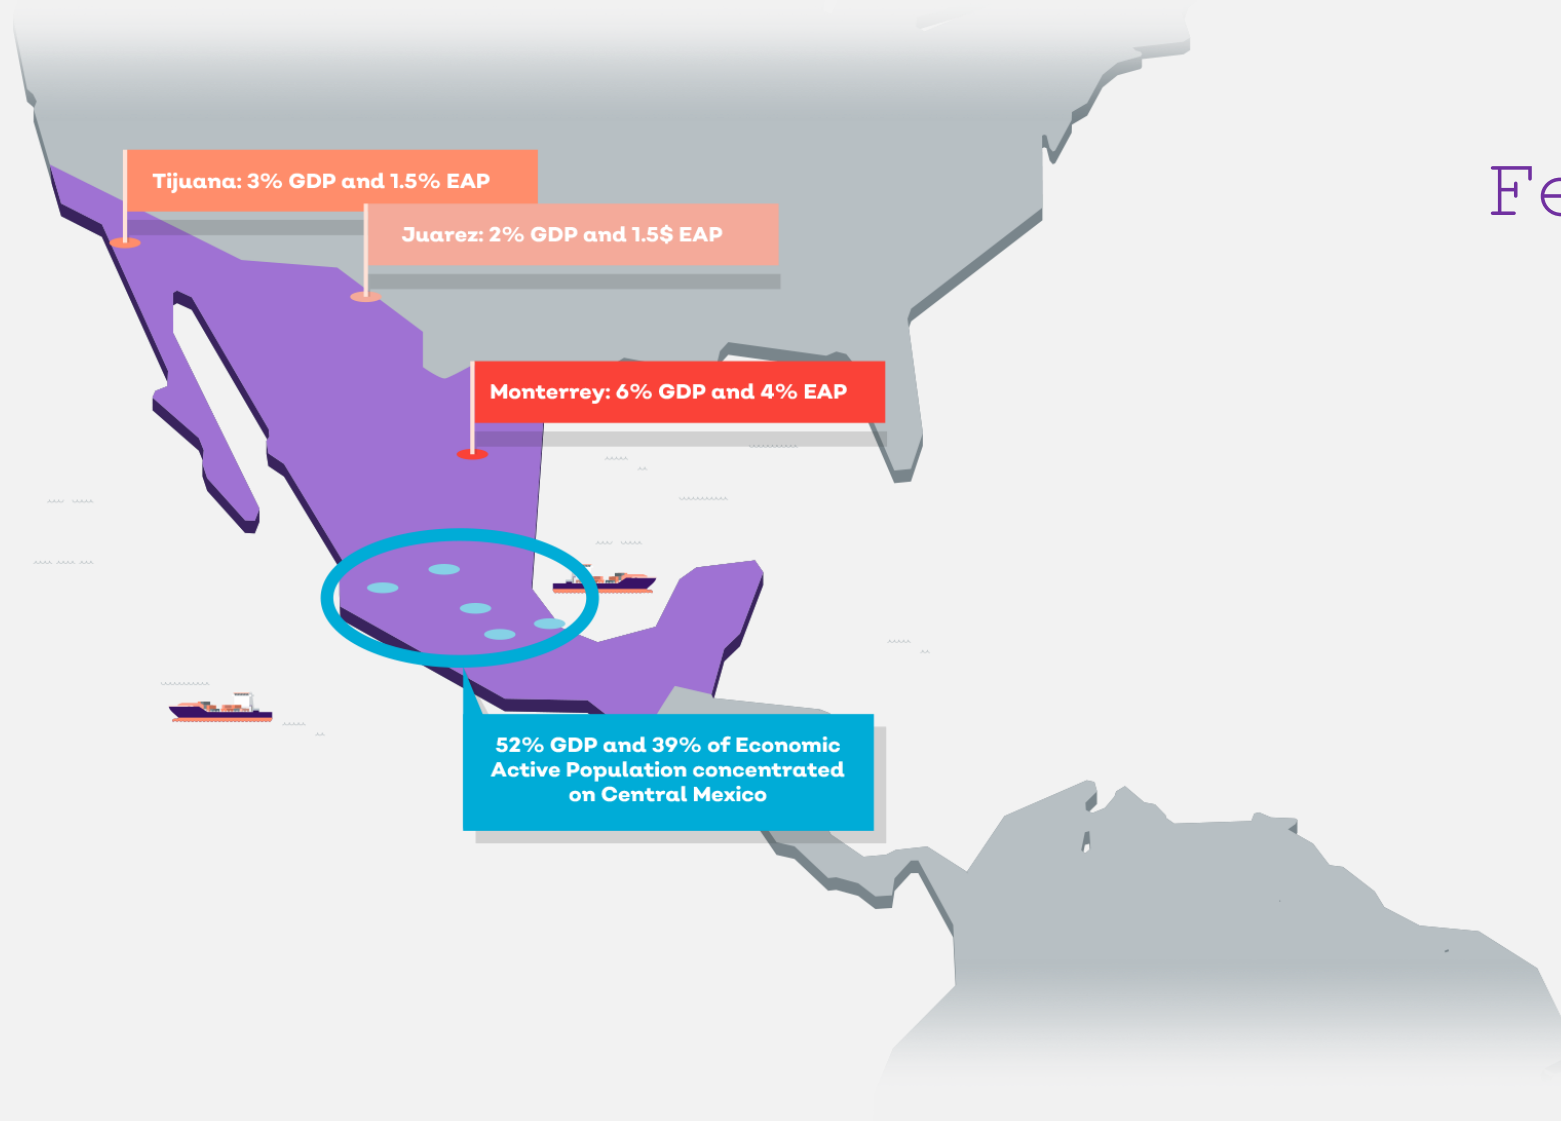 Tijuana: 3% GDP and 1.5% EAP
Fe
Juarez: 2% GDP and 1.5$ EAP
Monterrey: 6% GDP and 4% EAP
52% GDP and 39% of Economic
Active Population concentrated
on Central Mexico